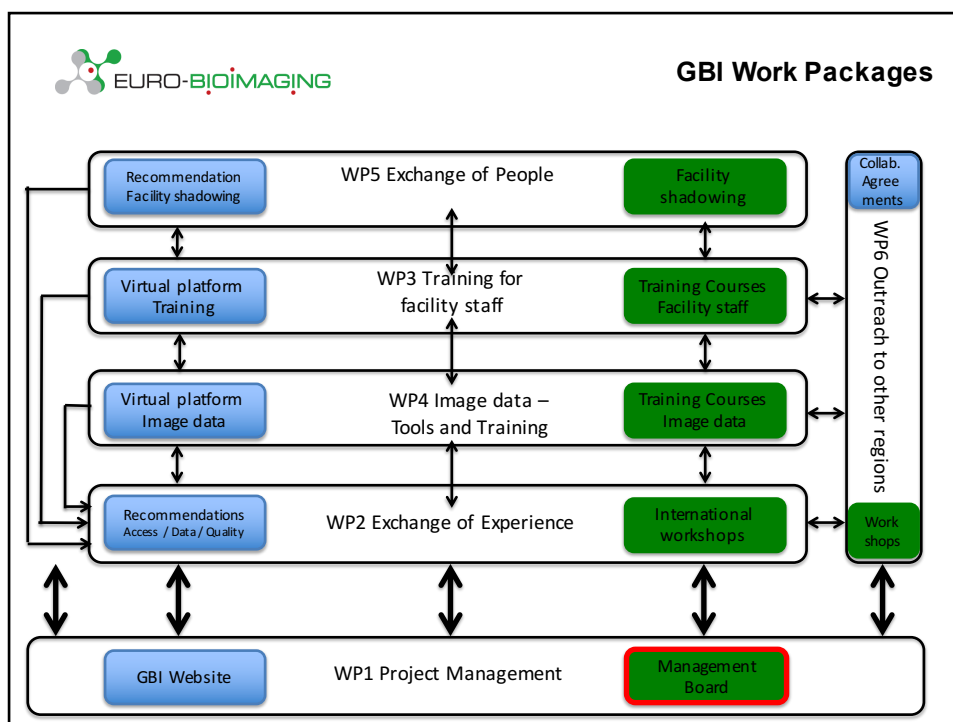 EURO-BIOIMAGING
GBI Work Packages
Recommendation
Facility shadowing
WP5 Exchange of People
Facility
shadowing
Collab.
Agree
ments
Virtual platform
Training
WP3 Training for
facility staff
Training Courses
Facility staff
WP6 Outreach to other regions
Virtual platform
Image data
WP4 Image data –
Tools and Training
Training Courses
Image data
Recommendations
Access / Data / Quality
WP2 Exchange of Experience
International
workshops
Work
shops
GBI Website
WP1 Project Management
Management
Board